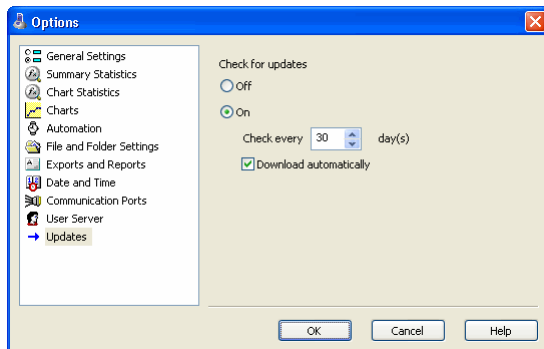 Options
General Settings
Summary Statistics
Chart Statistics
Charts
Automation
File and Folder Settings
Exports and Reports
Date and Time
Communication Ports
User Server
Updates
Check for updates
Off
On
Check every 30 day(s)
Download automatically
OK Cancel Help